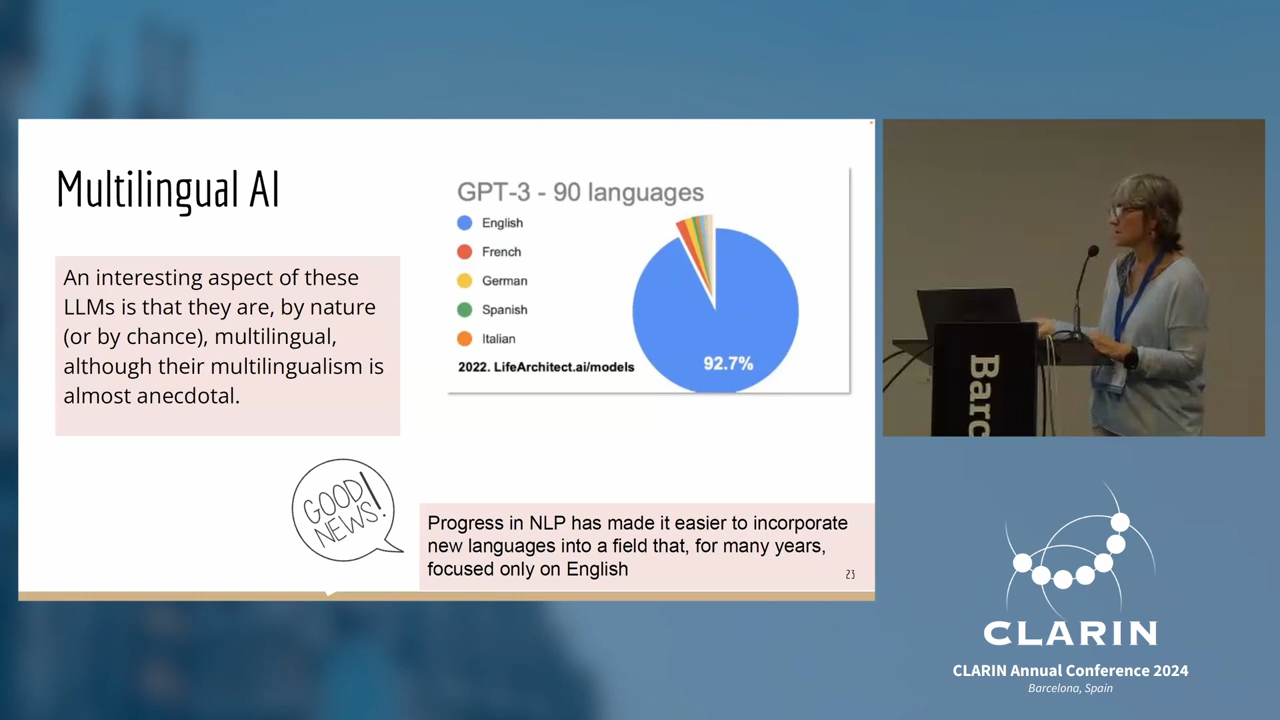 Multilingual AI
An interesting aspect of these
LLMs is that they are, by nature
(or by chance), multilingual,
although their multilingualism is
almost anecdotal.
GPT-3 - 90 languages
English
French
German
Spanish
Italian
2022. LifeArchitect.ai/models
92.7%
GOOD
NEWS!
Progress in NLP has made it easier to incorporate
new languages into a field that, for many years,
focused only on English
23
Barc
CLARIN
CLARIN Annual Conference 2024
Barcelona, Spain